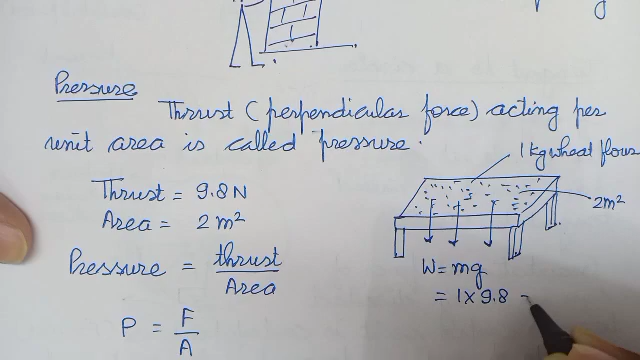 Pressure
Thrust (perpendicular force) acting per
unit area is called pressure.
1 kg wheat flour
Thrust = 9.8 N
Area = 2 m²
2m²
Pressure = thrust / Area
W = mg
= 1 × 9.8
P = F / A